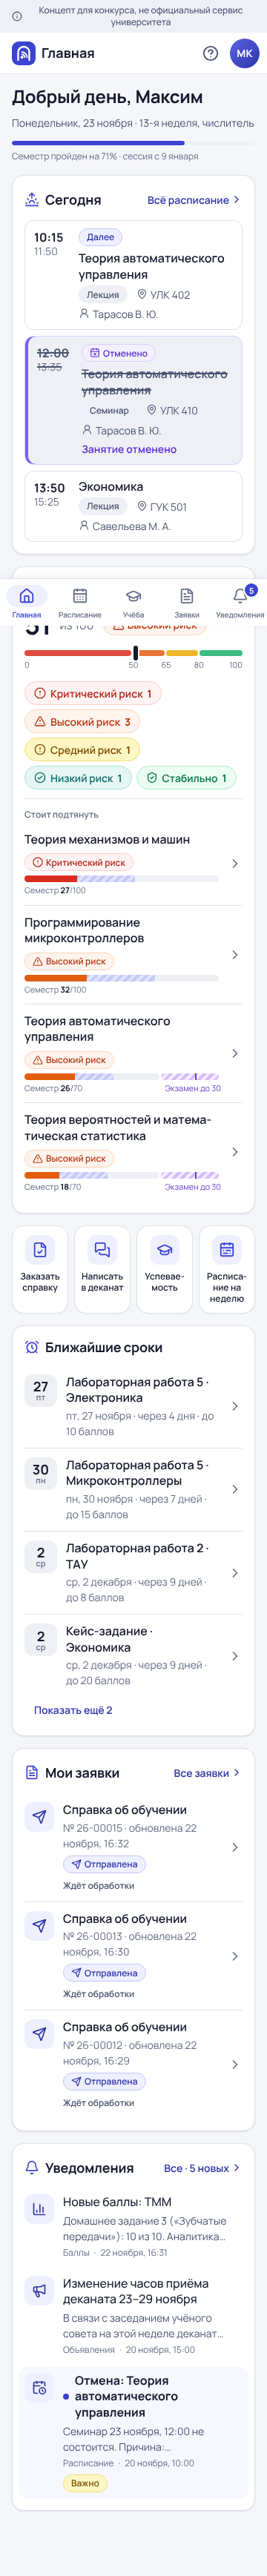 Концепт для конкурса, не официальный сервис
университета
Главная
МК
Добрый день, Максим
Понедельник, 23 ноября · 13-я неделя, числитель
Семестр пройден на 71% · сессия с 9 января
Сегодня
Всё расписание
10:15
11:50
Далее
Теория автоматического
управления
Лекция
УЛК 402
Тарасов В. Ю.
12:00
13:35
Отменено
Теория автоматического
управления
Семинар
УЛК 410
Тарасов В. Ю.
Занятие отменено
13:50
15:25
Экономика
Лекция
ГУК 501
Савельева М. А.
Главная
Расписание
Учёба
Заявки
Уведомления
5
0
50
65
80
100
Критический риск 1
Высокий риск 3
Средний риск 1
Низкий риск 1
Стабильно 1
Стоит подтянуть
Теория механизмов и машин
Критический риск
Семестр 27/100
Программирование
микроконтроллеров
Высокий риск
Семестр 32/100
Теория автоматического
управления
Высокий риск
Семестр 26/70
Экзамен до 30
Теория вероятностей и матема-
тическая статистика
Высокий риск
Семестр 18/70
Экзамен до 30
Заказать
справку
Написать
в деканат
Успевае-
мость
Расписа-
ние на
неделю
Ближайшие сроки
27
пт
Лабораторная работа 5 ·
Электроника
пт, 27 ноября · через 4 дня · до
10 баллов
30
пн
Лабораторная работа 5 ·
Микроконтроллеры
пн, 30 ноября · через 7 дней ·
до 15 баллов
2
ср
Лабораторная работа 2 ·
ТАУ
ср, 2 декабря · через 9 дней ·
до 8 баллов
2
ср
Кейс-задание ·
Экономика
ср, 2 декабря · через 9 дней ·
до 20 баллов
Показать ещё 2
Мои заявки
Все заявки
Справка об обучении
№ 26-00015 · обновлена 22
ноября, 16:32
Отправлена
Ждёт обработки
Справка об обучении
№ 26-00013 · обновлена 22
ноября, 16:30
Отправлена
Ждёт обработки
Справка об обучении
№ 26-00012 · обновлена 22
ноября, 16:29
Отправлена
Ждёт обработки
Уведомления
Все · 5 новых
Новые баллы: ТММ
Домашнее задание 3 («Зубчатые
передачи»): 10 из 10. Аналитика...
Баллы · 22 ноября, 16:31
Изменение часов приёма
деканата 23–29 ноября
В связи с заседанием учёного
совета на этой неделе деканат...
Объявления · 20 ноября, 15:00
Отмена: Теория
автоматического
управления
Семинар 23 ноября, 12:00 не
состоится. Причина:...
Расписание · 20 ноября, 10:00
Важно